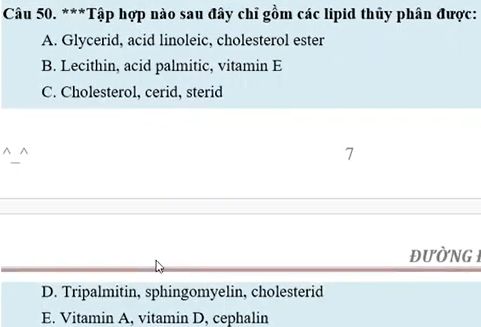 Câu 50. ***Tập hợp nào sau đây chỉ gồm các lipid thủy phân được:
A. Glycerid, acid linoleic, cholesterol ester
B. Lecithin, acid palmitic, vitamin E
C. Cholesterol, cerid, sterid
^_^ 7
ĐƯỜNG
D. Tripalmitin, sphingomyelin, cholesterid
E. Vitamin A, vitamin D, cephalin